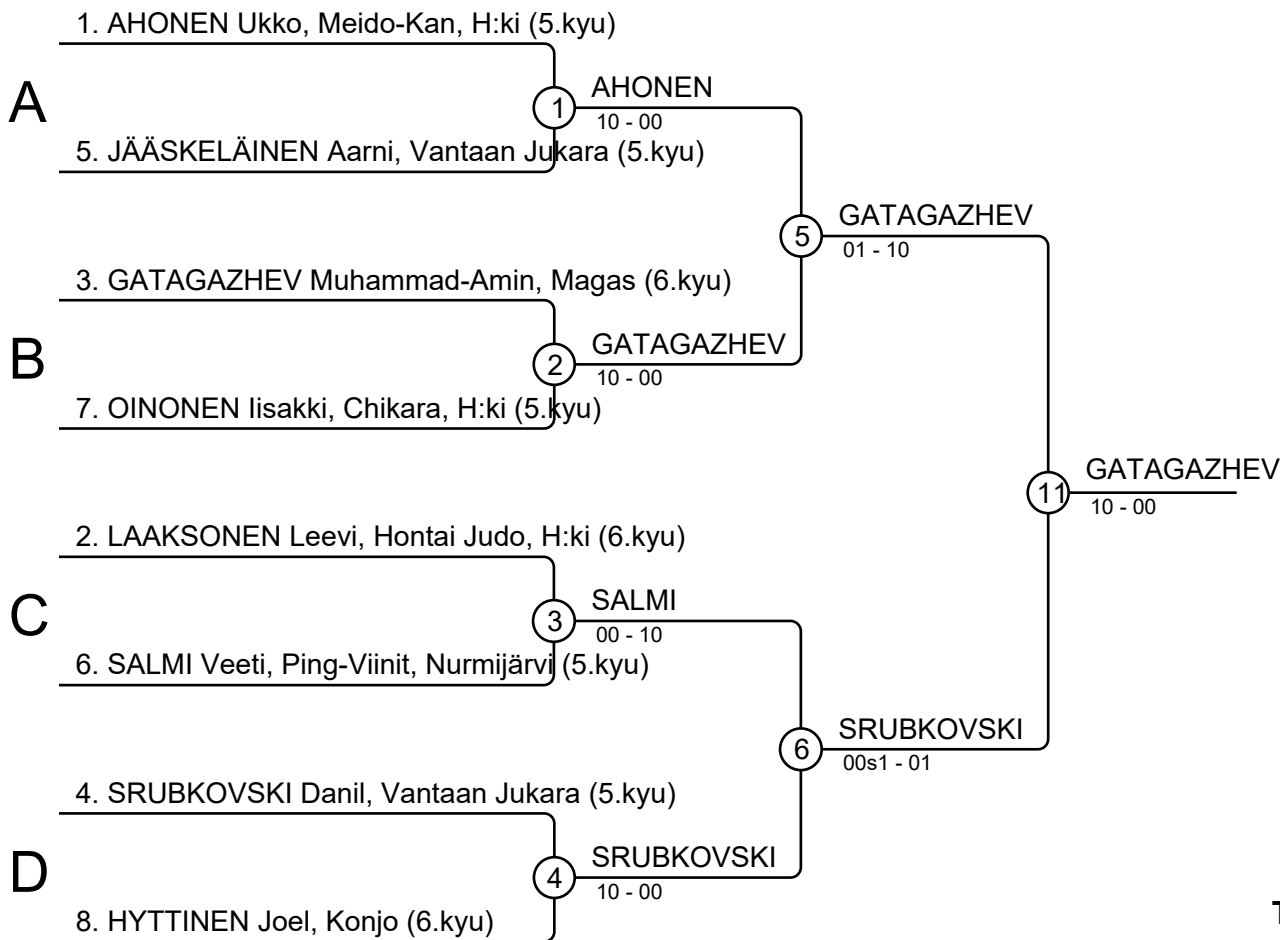 1. AHONEN Ukko, Meido-Kan, H:ki (5.kyu)
A
1
AHONEN
10 - 00
5. JÄÄSKELÄINEN Aarni, Vantaan Jukara (5.kyu)
5
GATAGAZHEV
01 - 10
3. GATAGAZHEV Muhammad-Amin, Magas (6.kyu)
B
2
GATAGAZHEV
10 - 00
7. OINONEN Iisakki, Chikara, H:ki (5.kyu)
11
GATAGAZHEV
10 - 00
2. LAAKSONEN Leevi, Hontai Judo, H:ki (6.kyu)
C
3
SALMI
00 - 10
6. SALMI Veeti, Ping-Viinit, Nurmijärvi (5.kyu)
6
SRUBKOVSKI
00s1 - 01
4. SRUBKOVSKI Danil, Vantaan Jukara (5.kyu)
D
4
SRUBKOVSKI
10 - 00
8. HYTTINEN Joel, Konjo (6.kyu)